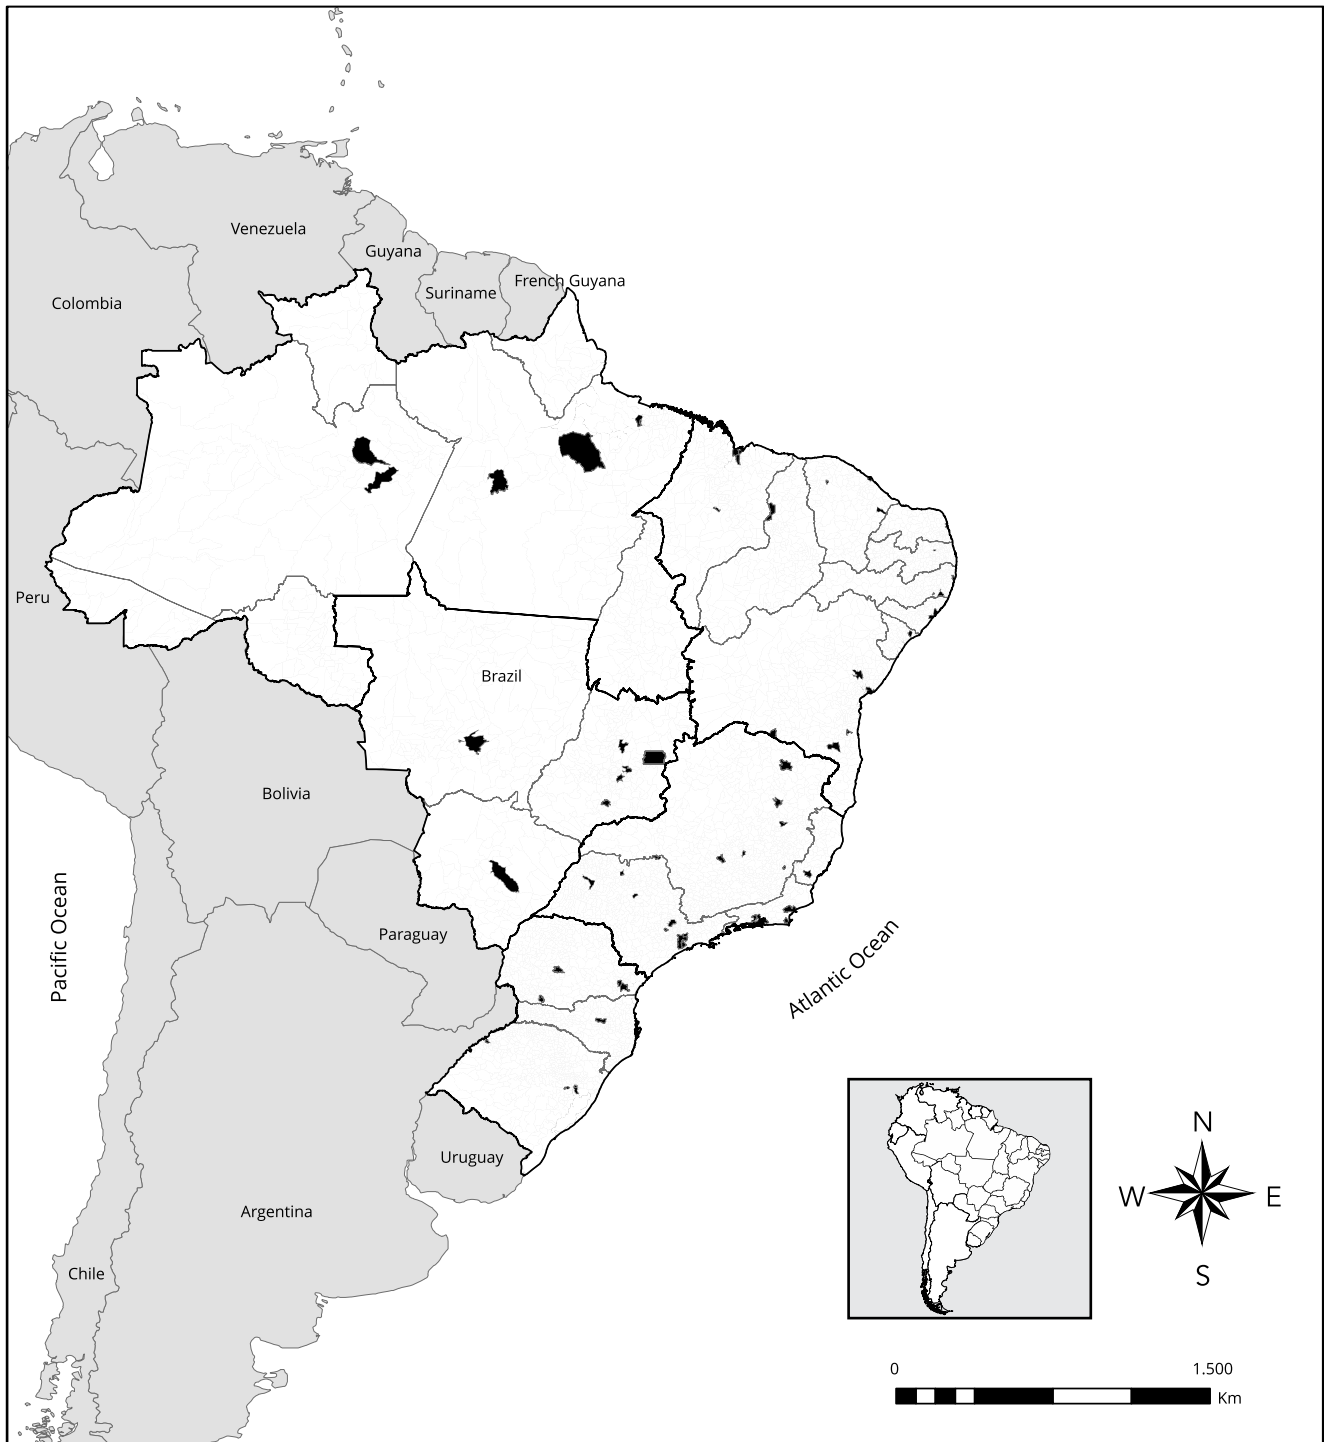 Venezuela
Guyana
French Guyana
Suriname
Colombia
Peru
Brazil
Bolivia
Pacific Ocean
Paraguay
Atlantic Ocean
Uruguay
Argentina
Chile
N
W
E
S
0
1.500
Km